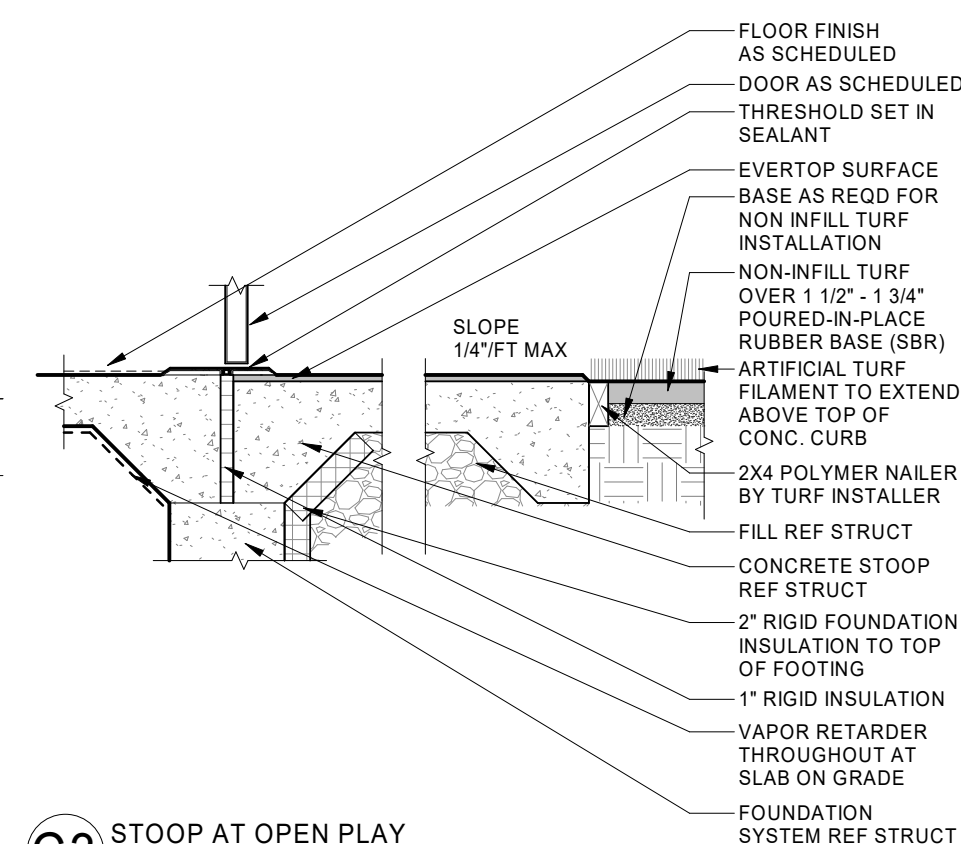 FLOOR FINISH
AS SCHEDULED
DOOR AS SCHEDULED
THRESHOLD SET IN
SEALANT
EVERTOP SURFACE
BASE AS REQD FOR
NON INFILL TURF
INSTALLATION
NON-INFILL TURF
OVER 1 1/2" - 1 3/4"
POURED-IN-PLACE
RUBBER BASE (SBR)
ARTIFICIAL TURF
FILAMENT TO EXTEND
ABOVE TOP OF
CONC. CURB
2X4 POLYMER NAILER
BY TURF INSTALLER
FILL REF STRUCT
CONCRETE STOOP
REF STRUCT
2" RIGID FOUNDATION
INSULATION TO TOP
OF FOOTING
1" RIGID INSULATION
VAPOR RETARDER
THROUGHOUT AT
SLAB ON GRADE
FOUNDATION
SYSTEM REF STRUCT
SLOPE
1/4"/FT MAX
STOOP AT OPEN PLAY